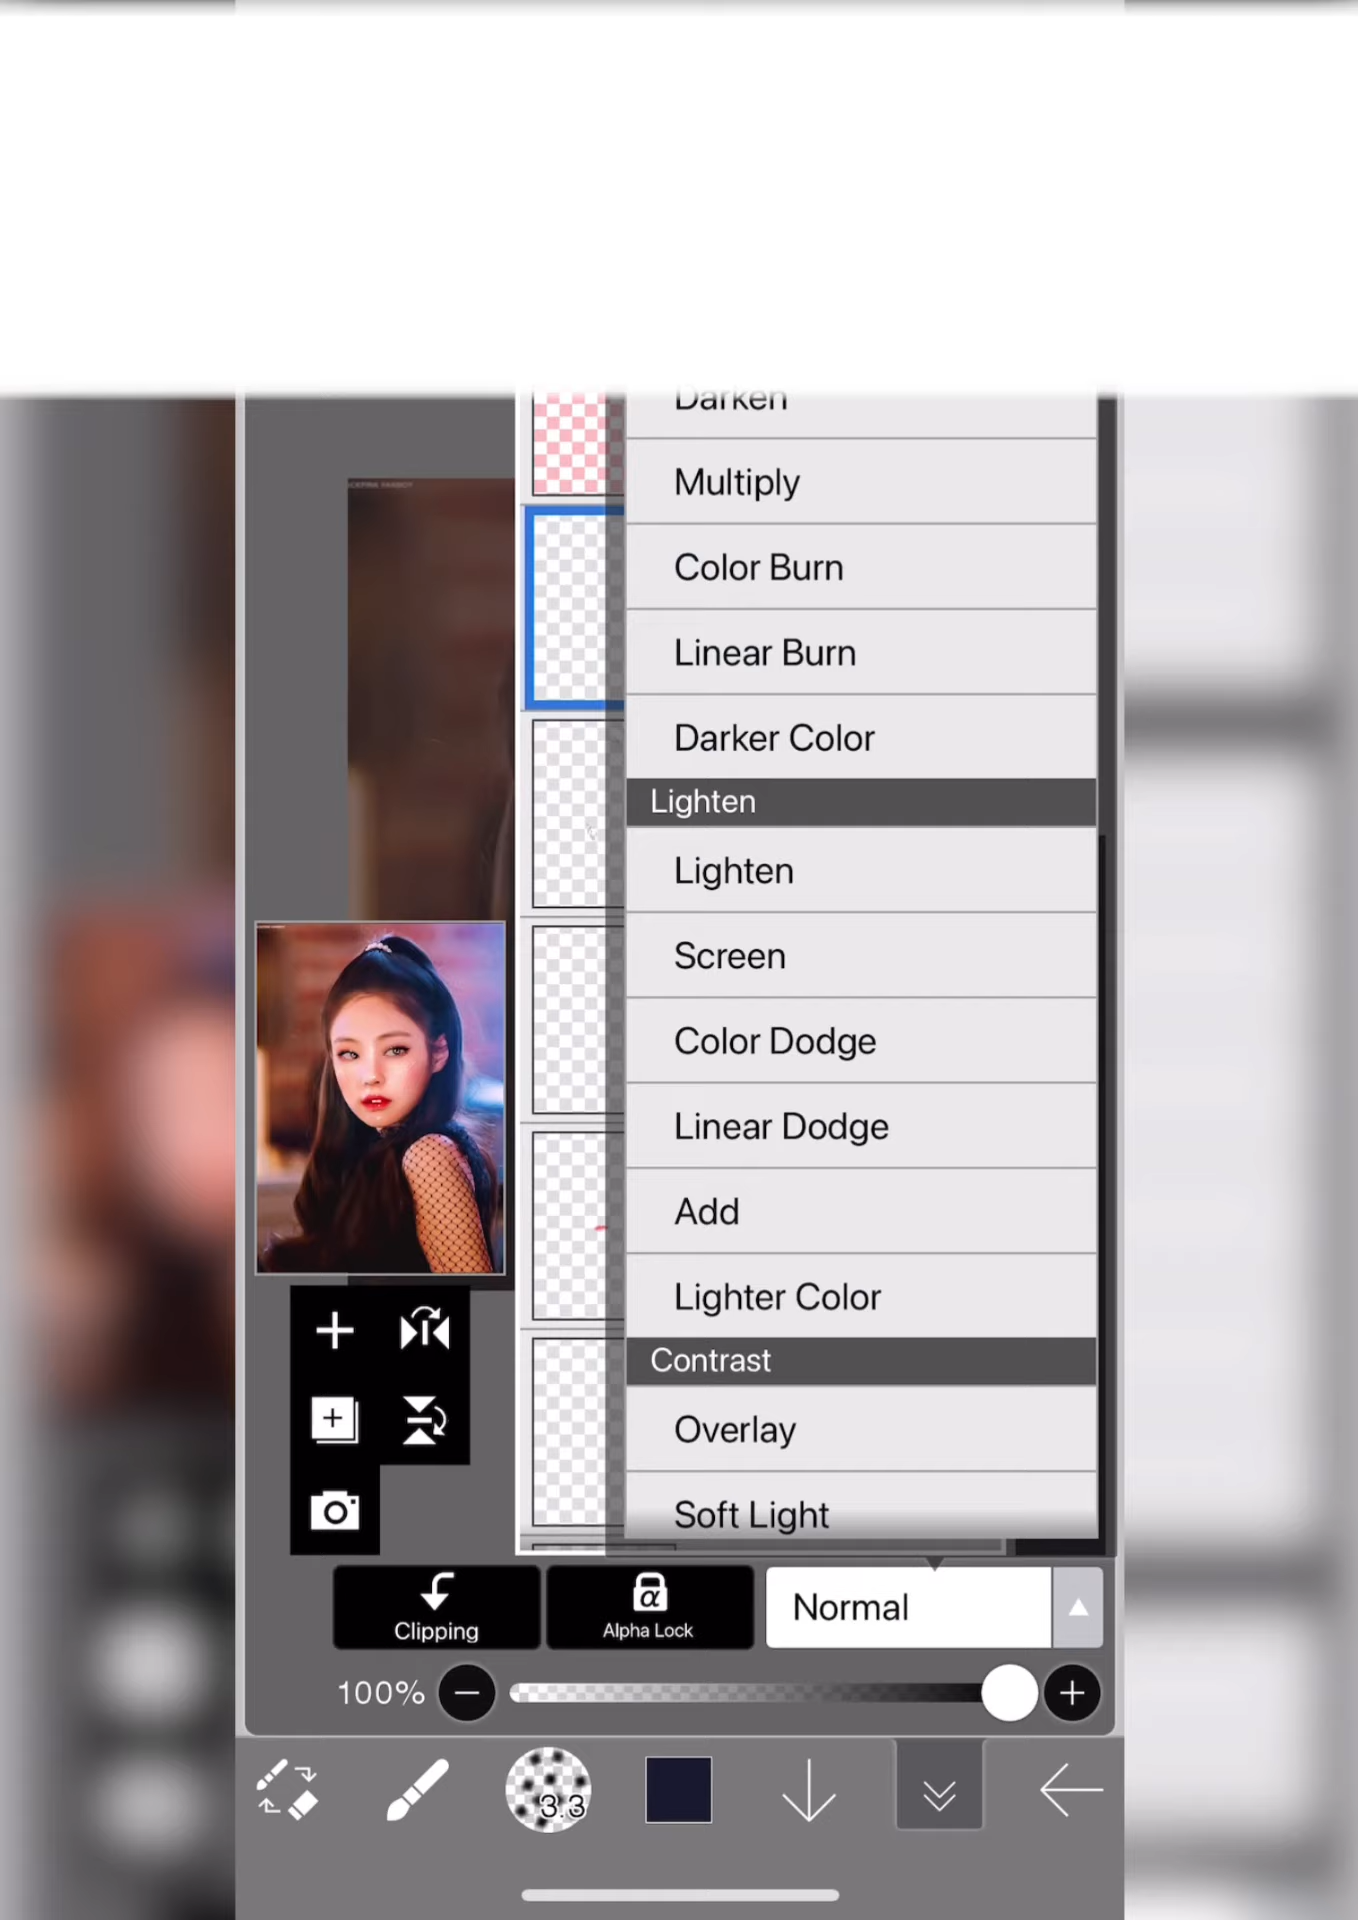 Darken
Multiply
Color Burn
Linear Burn
Darker Color
Lighten
Lighten
Screen
Color Dodge
Linear Dodge
Add
Lighter Color
Contrast
Overlay
Soft Light
Clipping
α
Alpha Lock
Normal
100%
3.3